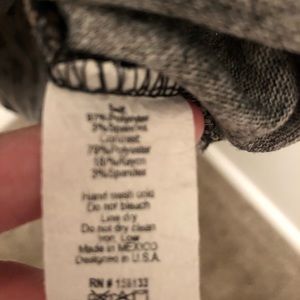 Self
97% Polyester
3% Spandex
Contrast
79% Polyester
18% Rayon
3% Spandex
Hand wash cold
Do not bleach
Line dry
Do not dry clean
Iron Low
Made in MEXICO
Designed in U.S.A.
RN # 158133